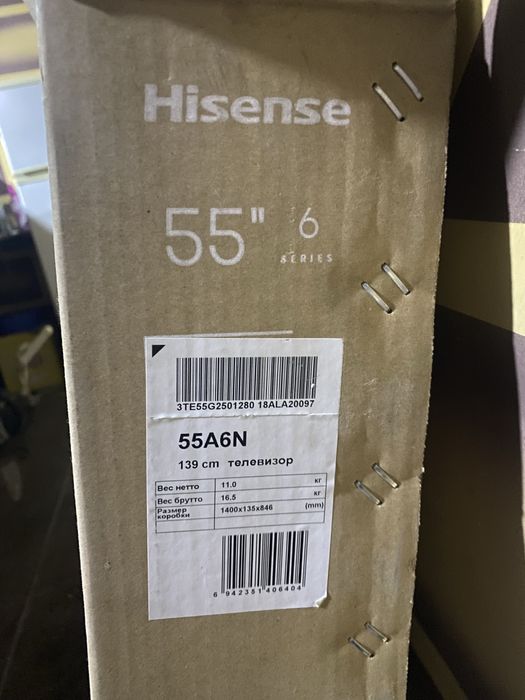 Hisense
55" 6
SERIES
3TE55G2501280 18ALA20097
55A6N
139 cm телевизор
Вес нетто 11.0 кг
Вес брутто 16.5 кг
Размер коробки 1400x135x846 (mm)
6 942351 406404